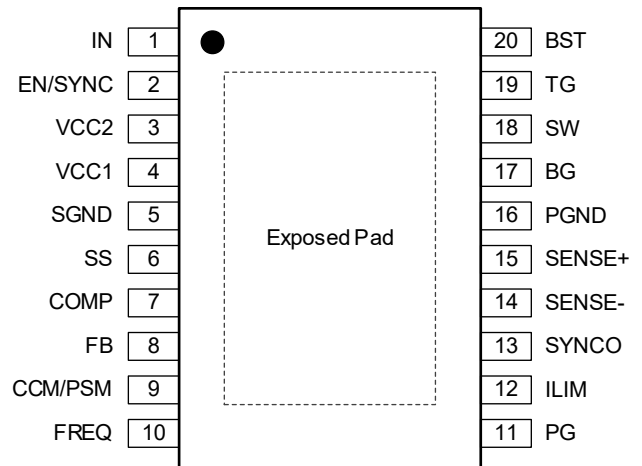 IN 1 20 BST
EN/SYNC 2 19 TG
VCC2 3 18 SW
VCC1 4 17 BG
SGND 5 16 PGND
Exposed Pad
SS 6 15 SENSE+
COMP 7 14 SENSE-
FB 8 13 SYNCO
CCM/PSM 9 12 ILIM
FREQ 10 11 PG